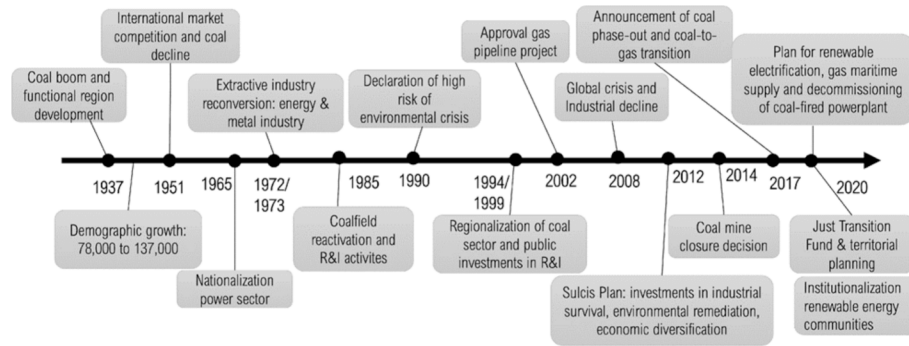 International market
competition and coal
decline
Announcement of coal
phase-out and coal-to-
gas transition
Approval gas
pipeline project
Plan for renewable
electrification, gas maritime
supply and decommissioning
of coal-fired powerplant
Coal boom and
functional region
development
Extractive industry
reconversion: energy &
metal industry
Declaration of high
risk of
environmental crisis
Global crisis and
Industrial decline
1937
1951
1965
1972/
1973
1985
1990
1994/
1999
2002
2008
2012
2014
2017
2020
Demographic growth:
78,000 to 137,000
Nationalization
power sector
Coalfield
reactivation and
R&I activites
Regionalization of coal
sector and public
investments in R&I
Sulcis Plan: investments in industrial
survival, environmental remediation,
economic diversification
Coal mine
closure decision
Just Transition
Fund & territorial
planning
Institutionalization
renewable energy
communities